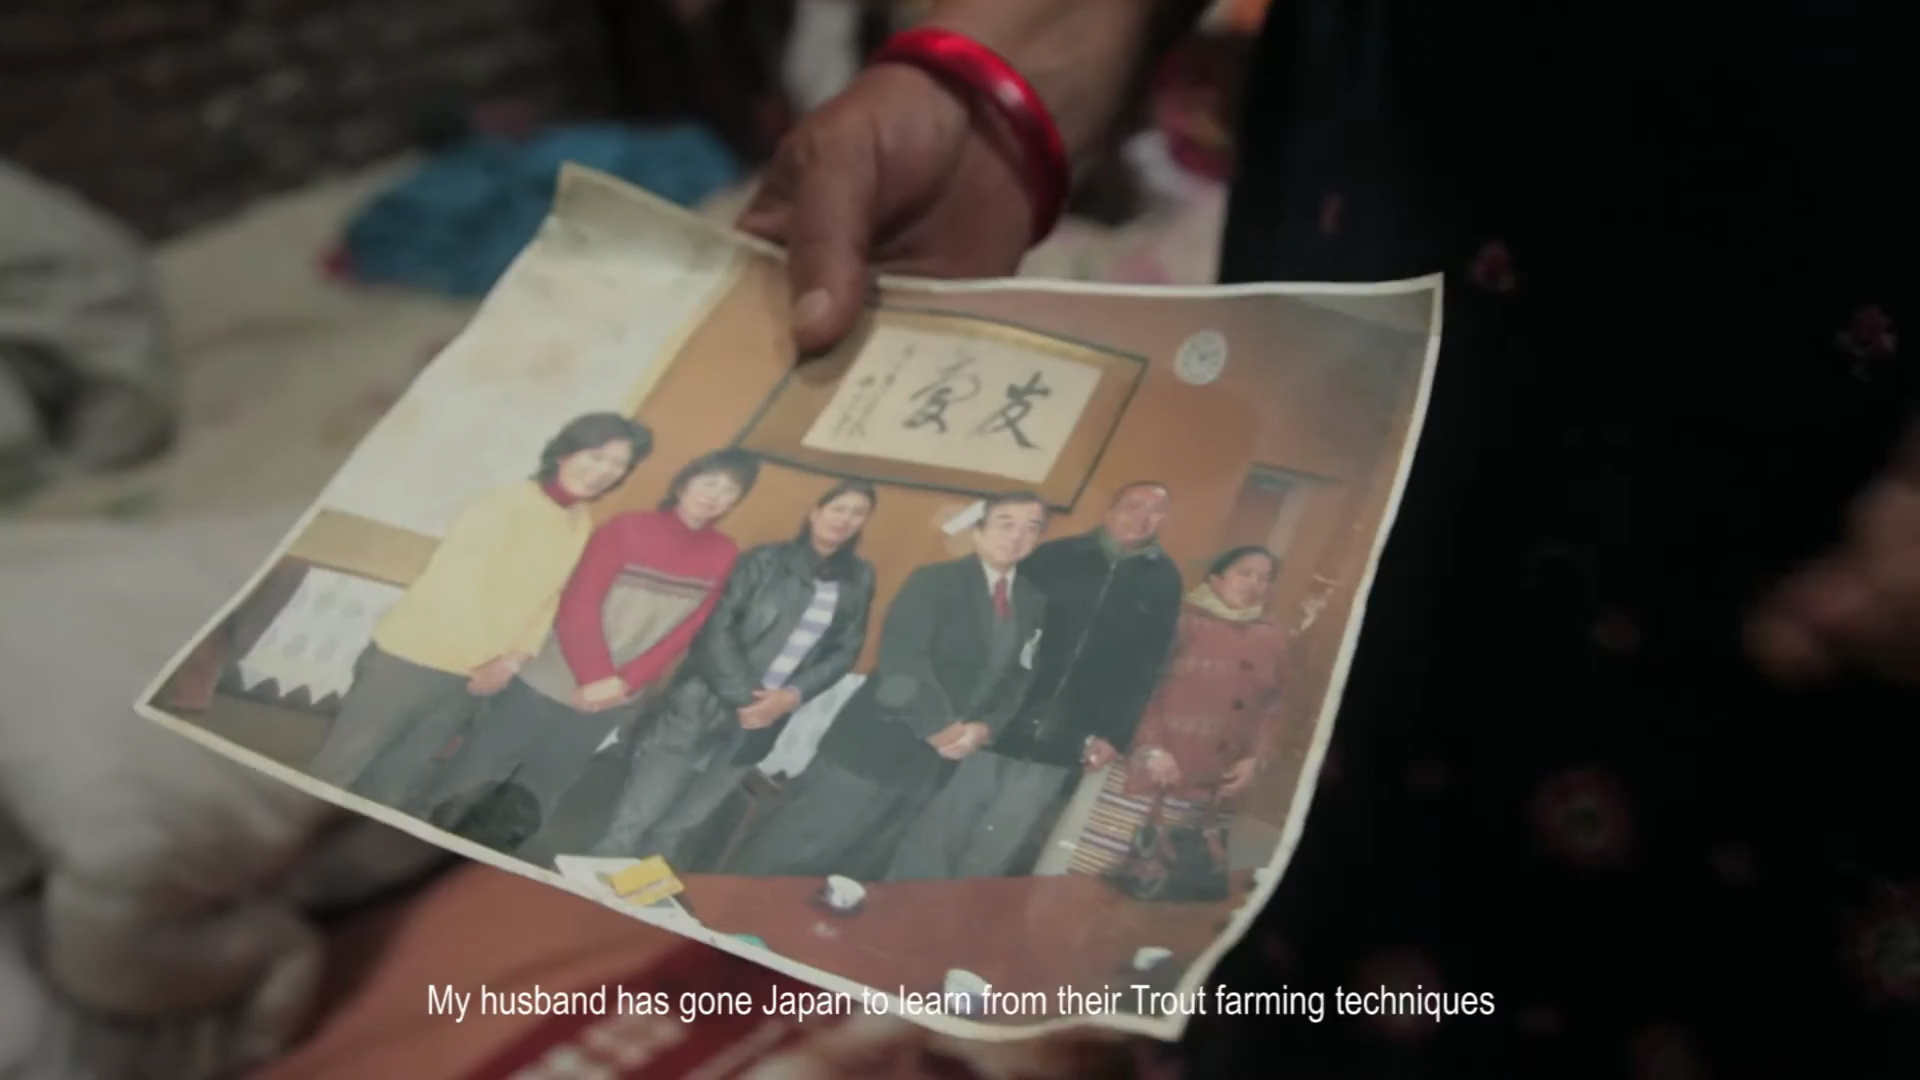 友愛
My husband has gone Japan to learn from their Trout farming techniques